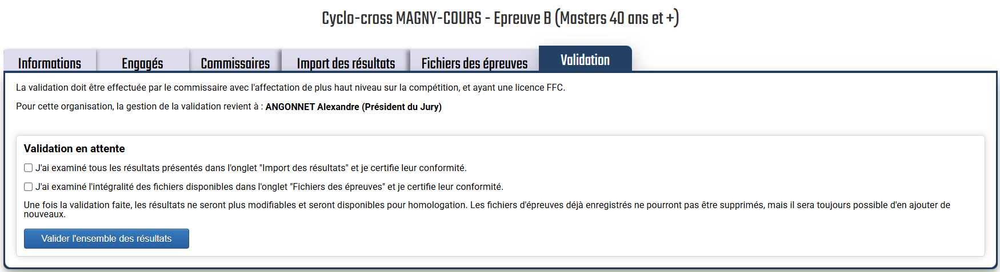 Cyclo-cross MAGNY-COURS - Epreuve B (Masters 40 ans et +)
Informations Engagés Commissaires Import des résultats Fichiers des épreuves Validation
La validation doit être effectuée par le commissaire avec l'affectation de plus haut niveau sur la compétition, et ayant une licence FFC.
Pour cette organisation, la gestion de la validation revient à : ANGONNET Alexandre (Président du Jury)
Validation en attente
J'ai examiné tous les résultats présentés dans l'onglet "Import des résultats" et je certifie leur conformité.
J'ai examiné l'intégralité des fichiers disponibles dans l'onglet "Fichiers des épreuves" et je certifie leur conformité.
Une fois la validation faite, les résultats ne seront plus modifiables et seront disponibles pour homologation. Les fichiers d'épreuves déjà enregistrés ne pourront pas être supprimés, mais il sera toujours possible d'en ajouter de
nouveaux.
Valider l'ensemble des résultats